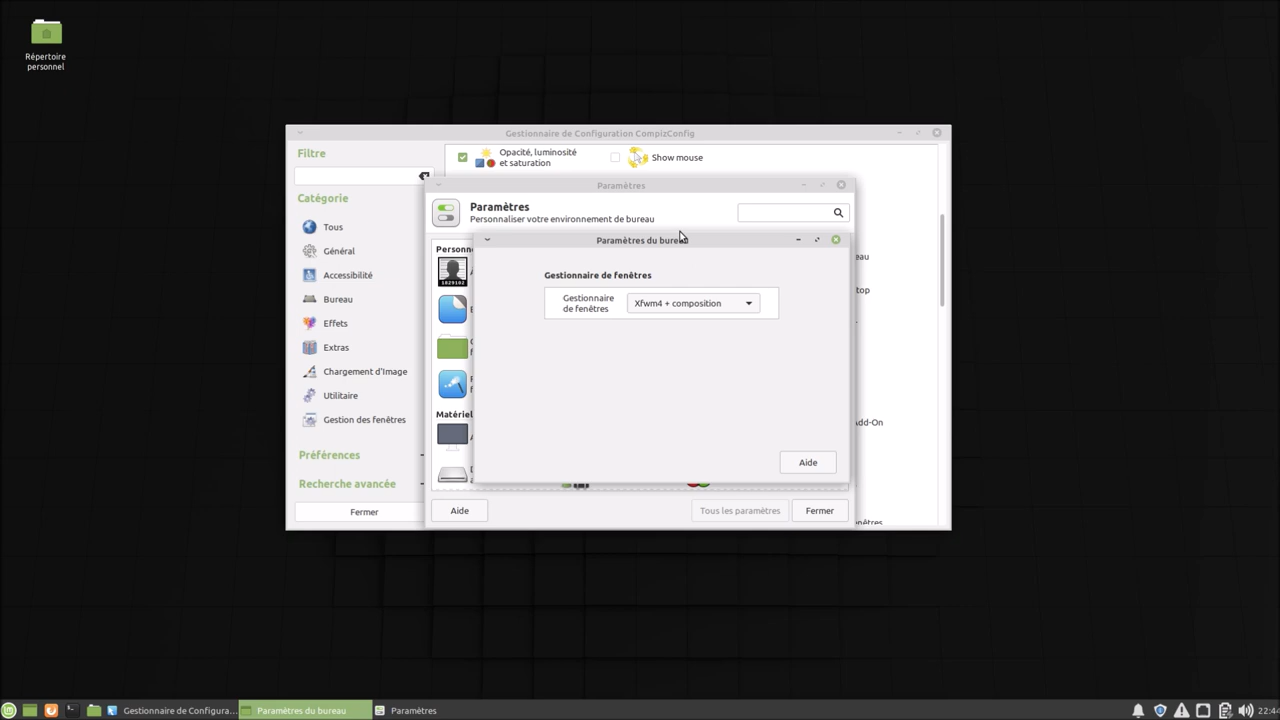 Répertoire
personnel
Gestionnaire de Configuration CompizConfig
Filtre
Opacité, luminosité
et saturation
Show mouse
Catégorie
Tous
Général
Accessibilité
Bureau
Effets
Extras
Chargement d'Image
Utilitaire
Gestion des fenêtres
Préférences
Recherche avancée
Fermer
Add-On
Paramètres
Paramètres
Personnaliser votre environnement de bureau
Matériel
Aide
Tous les paramètres
Fermer
Paramètres du bureau
Gestionnaire de fenêtres
Gestionnaire
de fenêtres
Xfwm4 + composition
Aide
Gestionnaire de Configura...
Paramètres du bureau
Paramètres